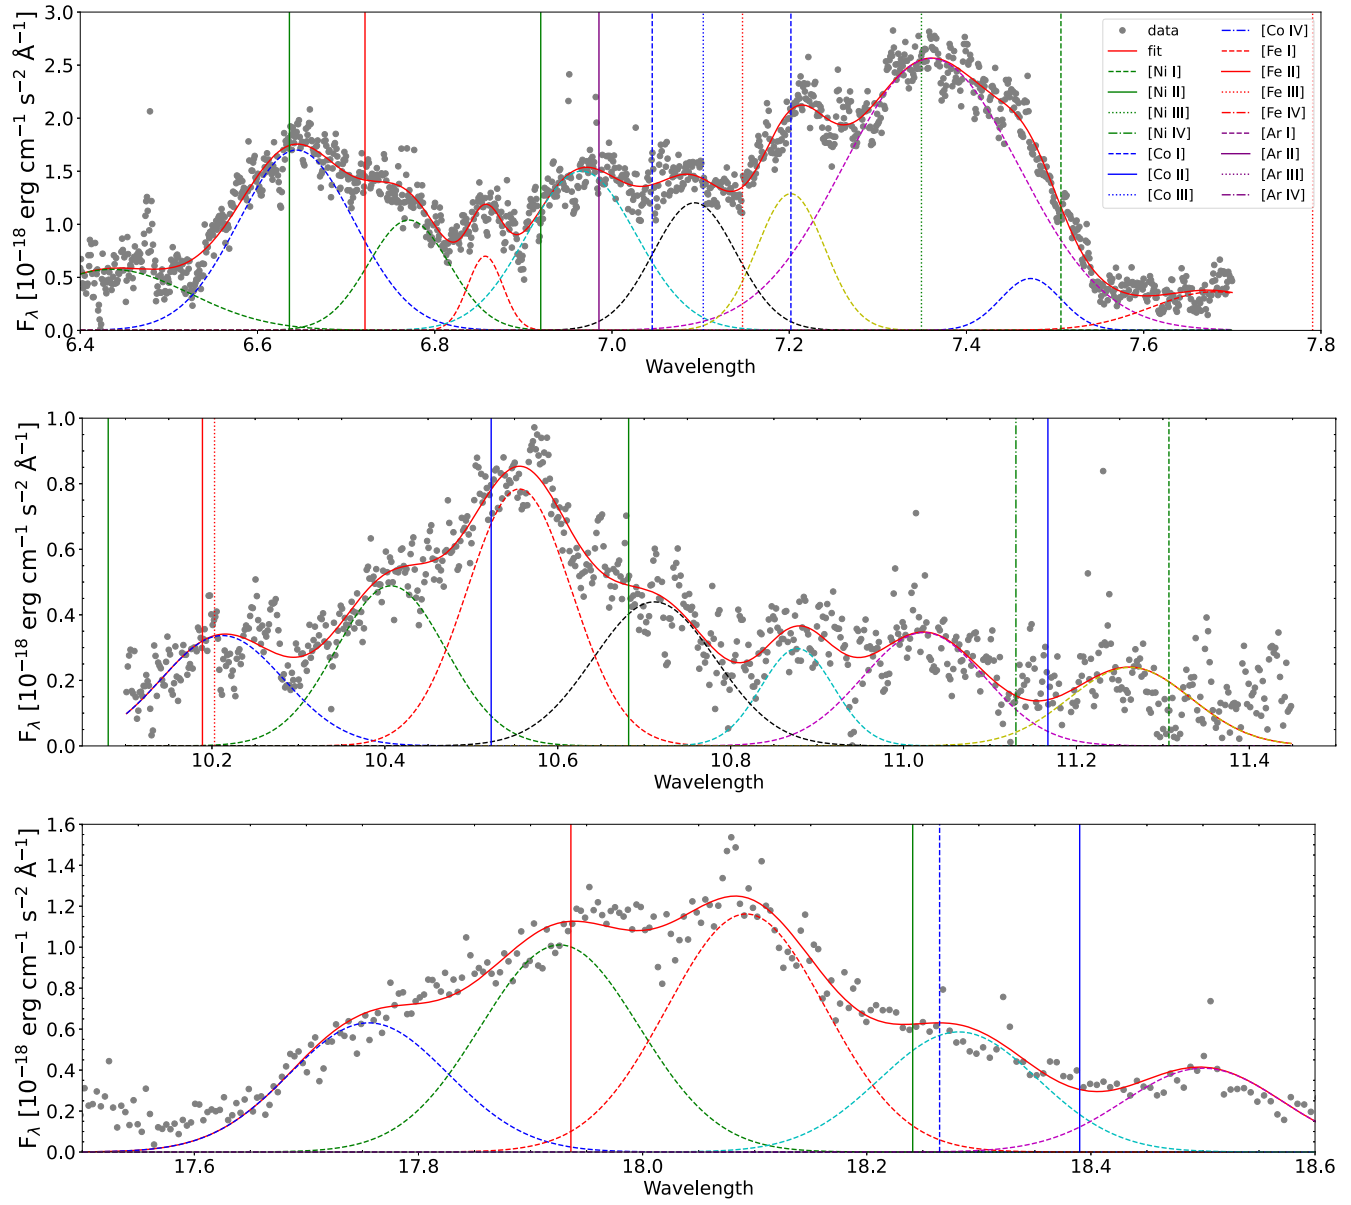 F_λ [10⁻¹⁸ erg cm⁻¹ s⁻² Å⁻¹]
3.0
2.5
2.0
1.5
1.0
0.5
0.0
data
fit
[Ni I]
[Ni II]
[Ni III]
[Ni IV]
[Co I]
[Co II]
[Co III]
[Co IV]
[Fe I]
[Fe II]
[Fe III]
[Fe IV]
[Ar I]
[Ar II]
[Ar III]
[Ar IV]
6.4 6.6 6.8 7.0 7.2 7.4 7.6 7.8
Wavelength
F_λ [10⁻¹⁸ erg cm⁻¹ s⁻² Å⁻¹]
1.0
0.8
0.6
0.4
0.2
0.0
10.2 10.4 10.6 10.8 11.0 11.2 11.4
Wavelength
F_λ [10⁻¹⁸ erg cm⁻¹ s⁻² Å⁻¹]
1.6
1.4
1.2
1.0
0.8
0.6
0.4
0.2
0.0
17.6 17.8 18.0 18.2 18.4 18.6
Wavelength